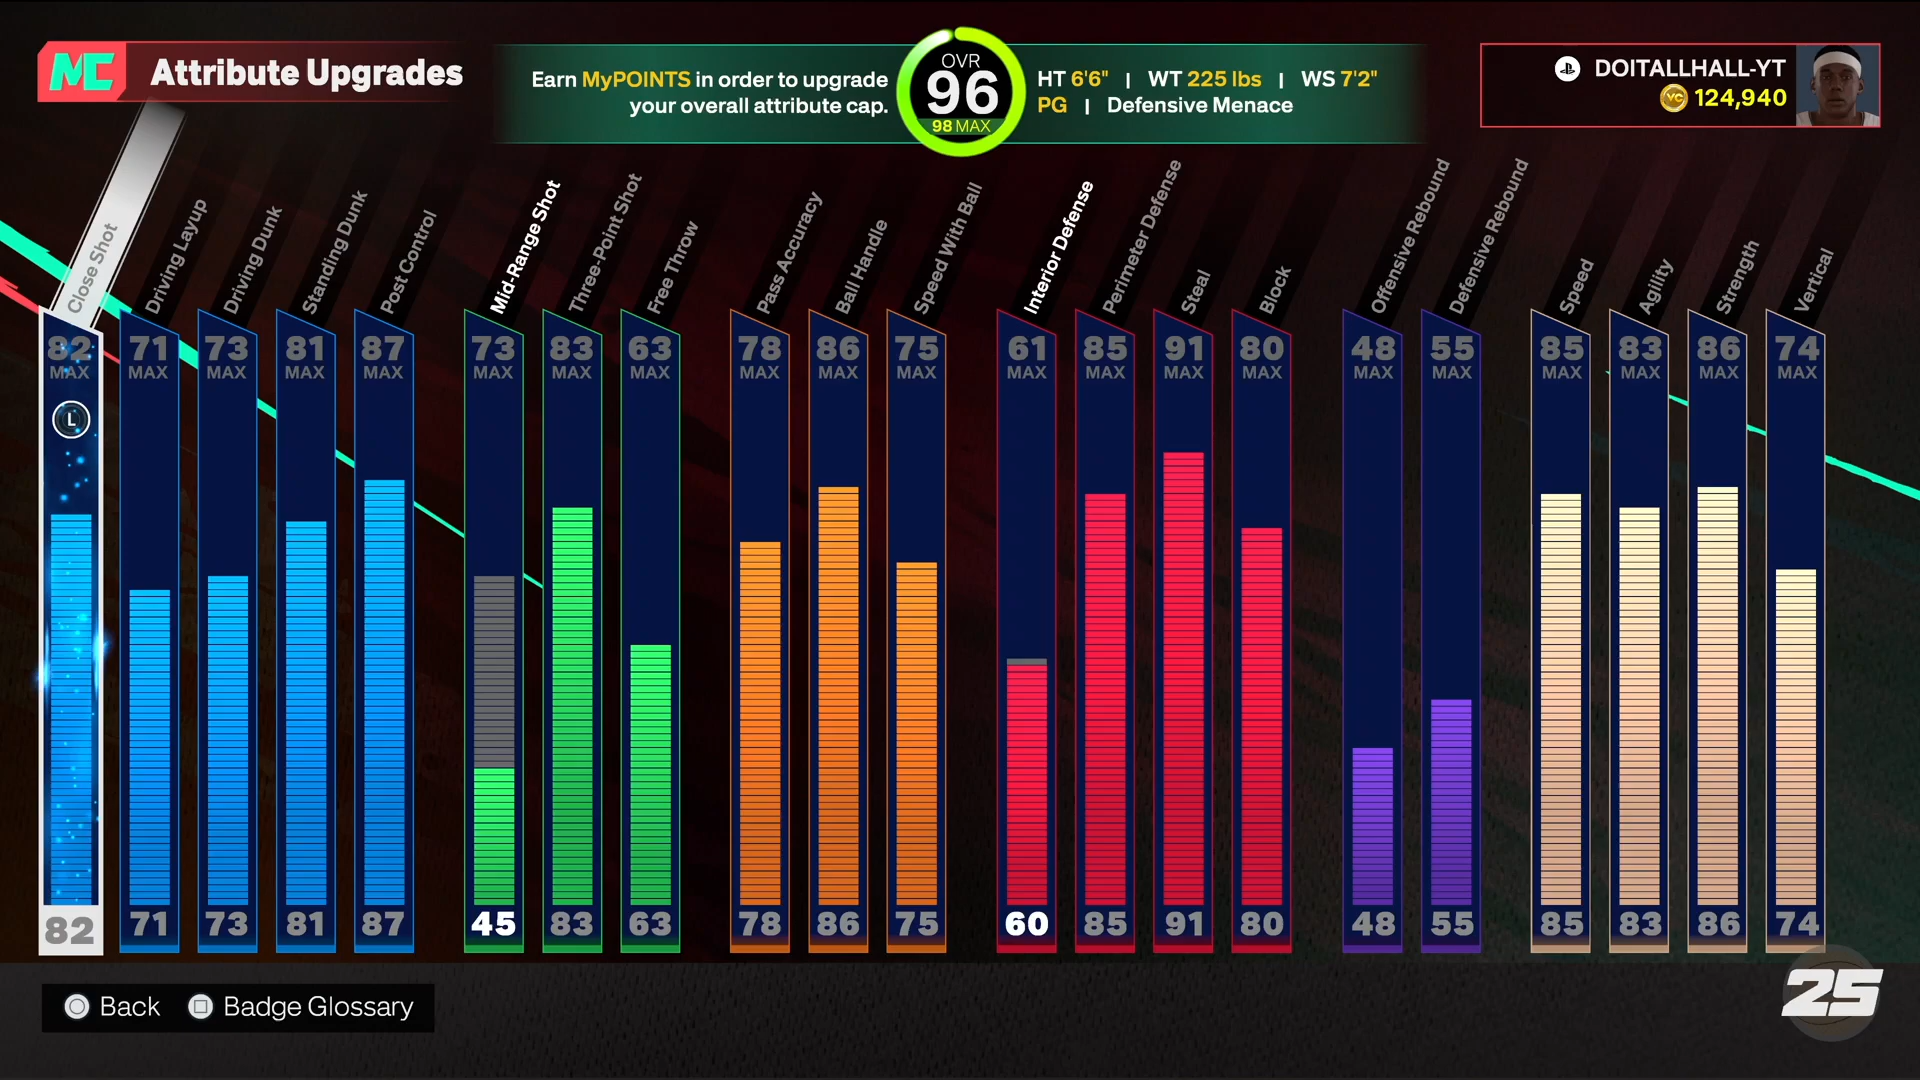 MC Attribute Upgrades
Earn MyPOINTS in order to upgrade
your overall attribute cap.
OVR
96
98 MAX
HT 6'6" | WT 225 lbs | WS 7'2"
PG | Defensive Menace
DOITALLHALL-YT
VC 124,940
Close Shot
Driving Layup
Driving Dunk
Standing Dunk
Post Control
Mid-Range Shot
Three-Point Shot
Free Throw
Pass Accuracy
Ball Handle
Speed With Ball
Interior Defense
Perimeter Defense
Steal
Block
Offensive Rebound
Defensive Rebound
Speed
Agility
Strength
Vertical
82 71 73 81 87 73 83 63 78 86 75 61 85 91 80 48 55 85 83 86 74
MAX MAX MAX MAX MAX MAX MAX MAX MAX MAX MAX MAX MAX MAX MAX MAX MAX MAX MAX MAX MAX
L
82 71 73 81 87 45 83 63 78 86 75 60 85 91 80 48 55 85 83 86 74
Back Badge Glossary
25